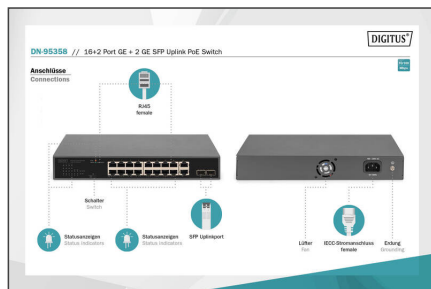 DIGITUS®
DN-95358 // 16+2 Port GE + 2 GE SFP Uplink PoE Switch
Anschlüsse
Connections
RJ45
female
Schalter
Switch
Statusanzeigen
Status indicators
Statusanzeigen
Status indicators
SFP Uplinkport
Lüfter
Fan
IECC-Stromanschluss
female
Erdung
Grounding